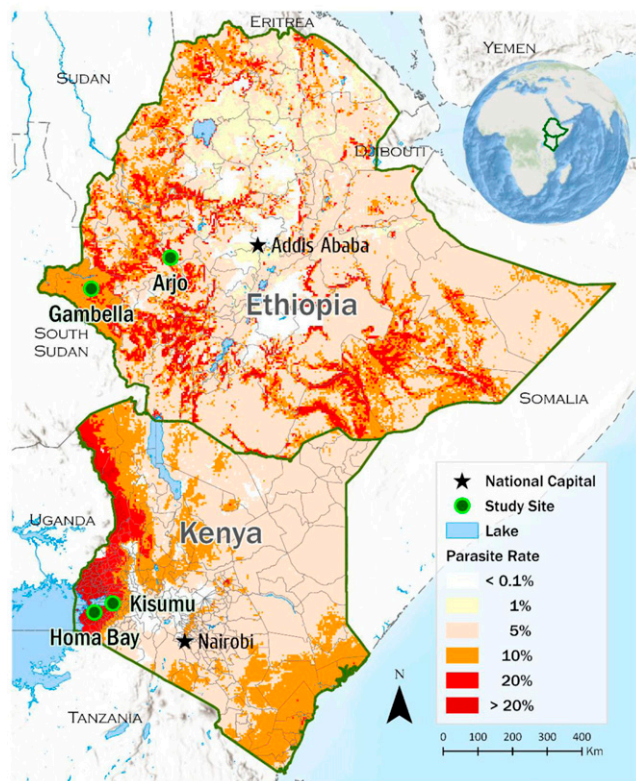 ERITREA
YEMEN
SUDAN
DJIBOUTI
Addis Ababa
Arjo
Ethiopia
Gambella
SOUTH
SUDAN
SOMALIA
National Capital
Study Site
Lake
Parasite Rate
< 0.1%
1%
5%
10%
20%
> 20%
UGANDA
Kenya
Kisumu
Homa Bay
Nairobi
N
TANZANIA
0 100 200 300 400
Km